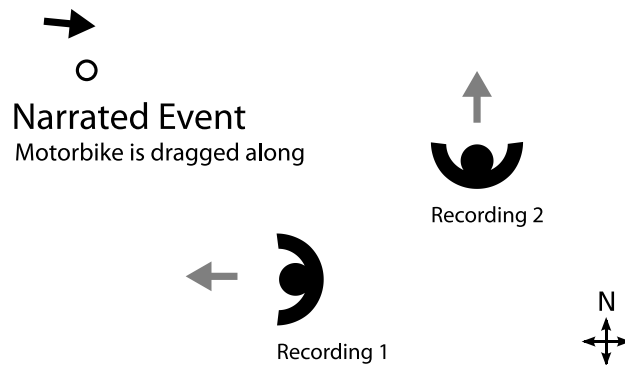 Narrated Event
Motorbike is dragged along
Recording 2
Recording 1
N